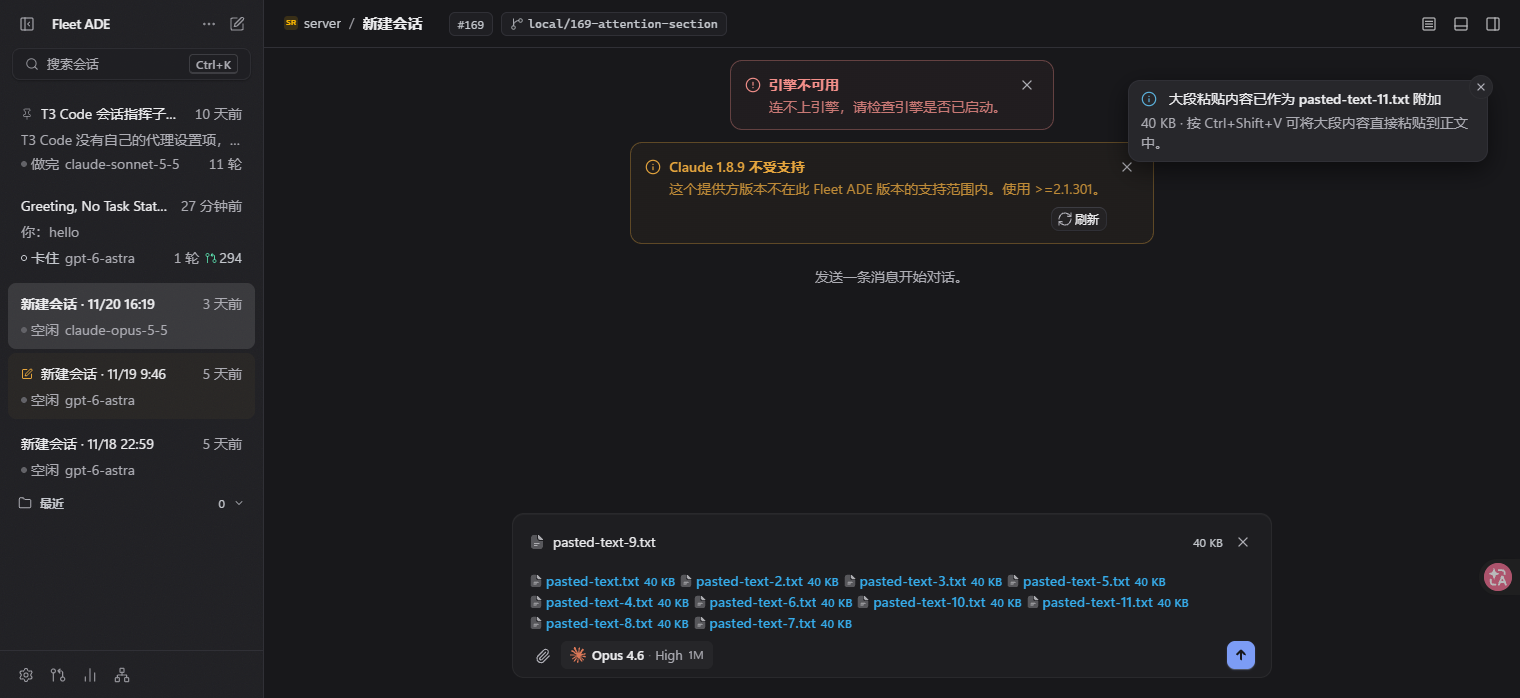 Fleet ADE
搜索会话 Ctrl+K
T3 Code 会话指挥子... 10 天前
T3 Code 没有自己的代理设置项，...
做完 claude-sonnet-5-5 11 轮
Greeting, No Task Stat... 27 分钟前
你：hello
卡住 gpt-6-astra 1 轮 294
新建会话 · 11/20 16:19 3 天前
空闲 claude-opus-5-5
新建会话 · 11/19 9:46 5 天前
空闲 gpt-6-astra
新建会话 · 11/18 22:59 5 天前
空闲 gpt-6-astra
最近 0
SR server / 新建会话 #169 local/169-attention-section
引擎不可用
连不上引擎，请检查引擎是否已启动。
大段粘贴内容已作为 pasted-text-11.txt 附加
40 KB · 按 Ctrl+Shift+V 可将大段内容直接粘贴到正文
中。
Claude 1.8.9 不受支持
这个提供方版本不在此 Fleet ADE 版本的支持范围内。使用 >=2.1.301。
刷新
发送一条消息开始对话。
pasted-text-9.txt 40 KB
pasted-text.txt 40 KB pasted-text-2.txt 40 KB pasted-text-3.txt 40 KB pasted-text-5.txt 40 KB
pasted-text-4.txt 40 KB pasted-text-6.txt 40 KB pasted-text-10.txt 40 KB pasted-text-11.txt 40 KB
pasted-text-8.txt 40 KB pasted-text-7.txt 40 KB
Opus 4.6 · High 1M